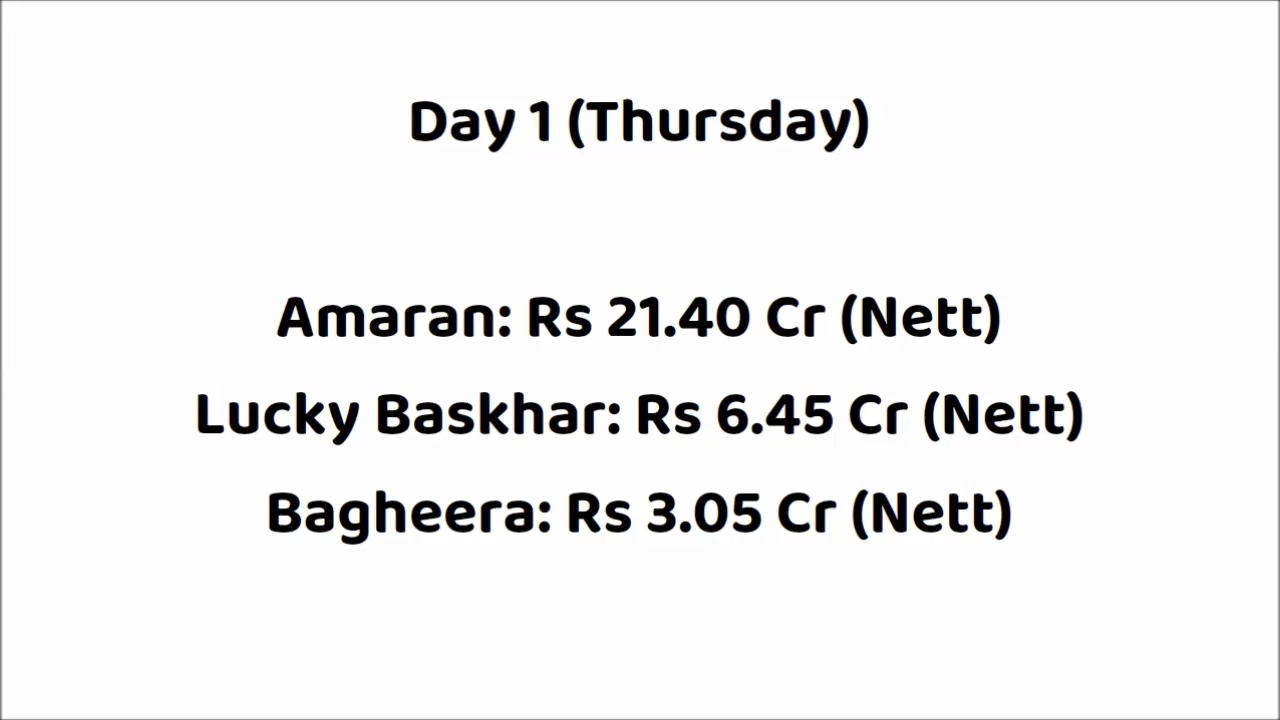 Day 1 (Thursday)
Amaran: Rs 21.40 Cr (Nett)
Lucky Baskhar: Rs 6.45 Cr (Nett)
Bagheera: Rs 3.05 Cr (Nett)